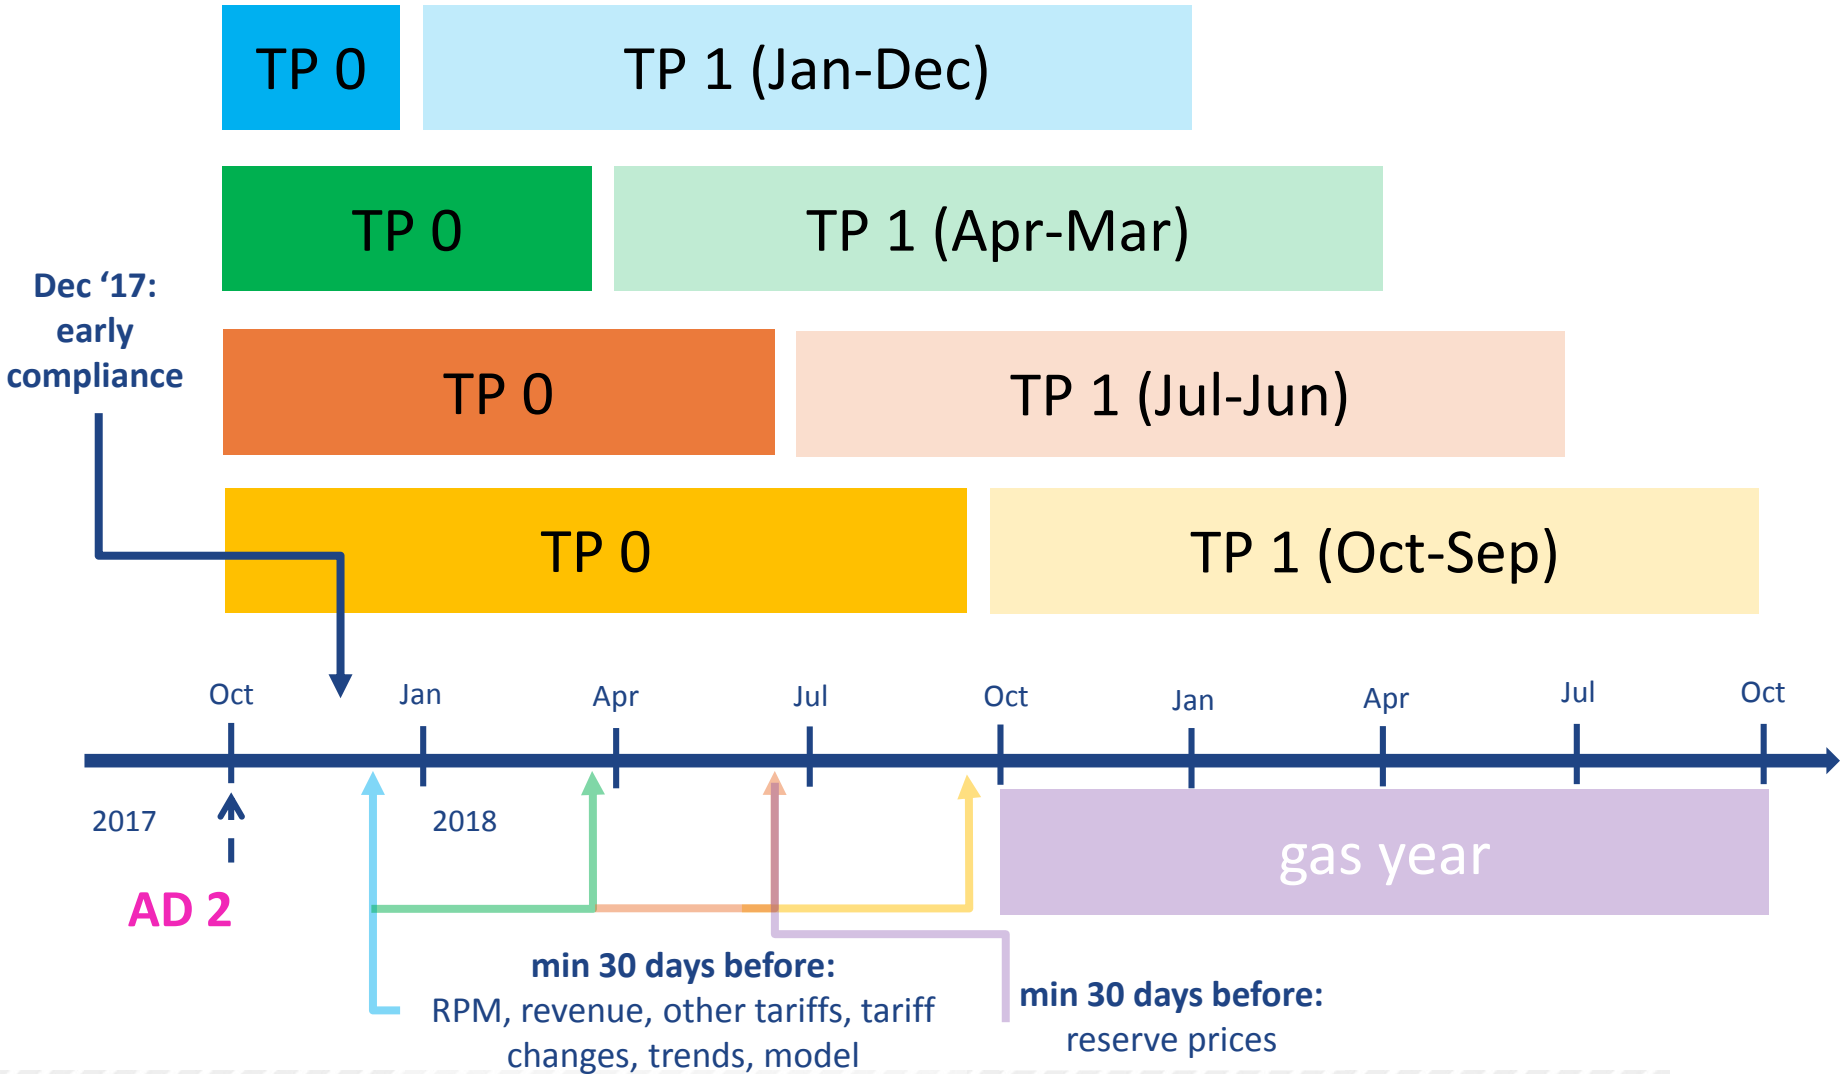 TP 0
TP 1 (Jan-Dec)
TP 0
TP 1 (Apr-Mar)
Dec ‘17:
early
compliance
TP 0
TP 1 (Jul-Jun)
TP 0
TP 1 (Oct-Sep)
Oct
Jan
Apr
Jul
Oct
Jan
Apr
Jul
Oct
2017
2018
AD 2
gas year
min 30 days before:
RPM, revenue, other tariffs, tariff
changes, trends, model
min 30 days before:
reserve prices